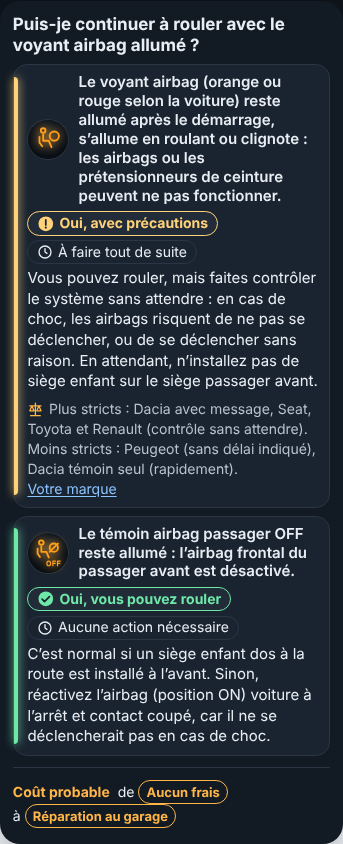 Puis-je continuer à rouler avec le
voyant airbag allumé ?
Le voyant airbag (orange ou
rouge selon la voiture) reste
allumé après le démarrage,
s’allume en roulant ou clignote :
les airbags ou les
prétensionneurs de ceinture
peuvent ne pas fonctionner.
Oui, avec précautions
À faire tout de suite
Vous pouvez rouler, mais faites contrôler
le système sans attendre : en cas de
choc, les airbags risquent de ne pas se
déclencher, ou de se déclencher sans
raison. En attendant, n’installez pas de
siège enfant sur le siège passager avant.
Plus stricts : Dacia avec message, Seat,
Toyota et Renault (contrôle sans attendre).
Moins stricts : Peugeot (sans délai indiqué),
Dacia témoin seul (rapidement).
Votre marque
Le témoin airbag passager OFF
reste allumé : l’airbag frontal du
passager avant est désactivé.
OFF
Oui, vous pouvez rouler
Aucune action nécessaire
C’est normal si un siège enfant dos à la
route est installé à l’avant. Sinon,
réactivez l’airbag (position ON) voiture à
l’arrêt et contact coupé, car il ne se
déclencherait pas en cas de choc.
Coût probable de Aucun frais
à Réparation au garage